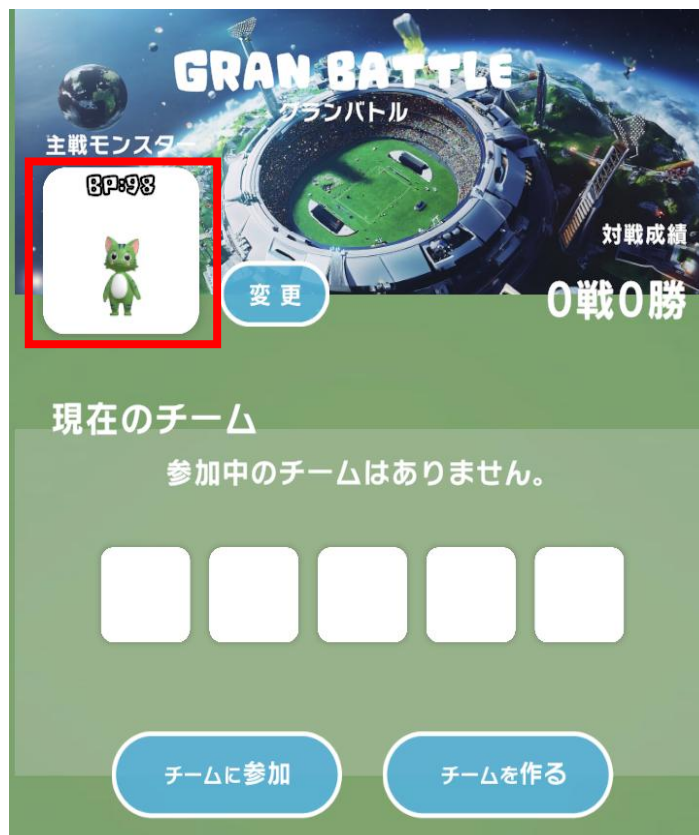 GRAN BATTLE
グランバトル
主戦モンスター
BP:98
対戦成績
変更
0戦0勝
現在のチーム
参加中のチームはありません。
チームに参加
チームを作る